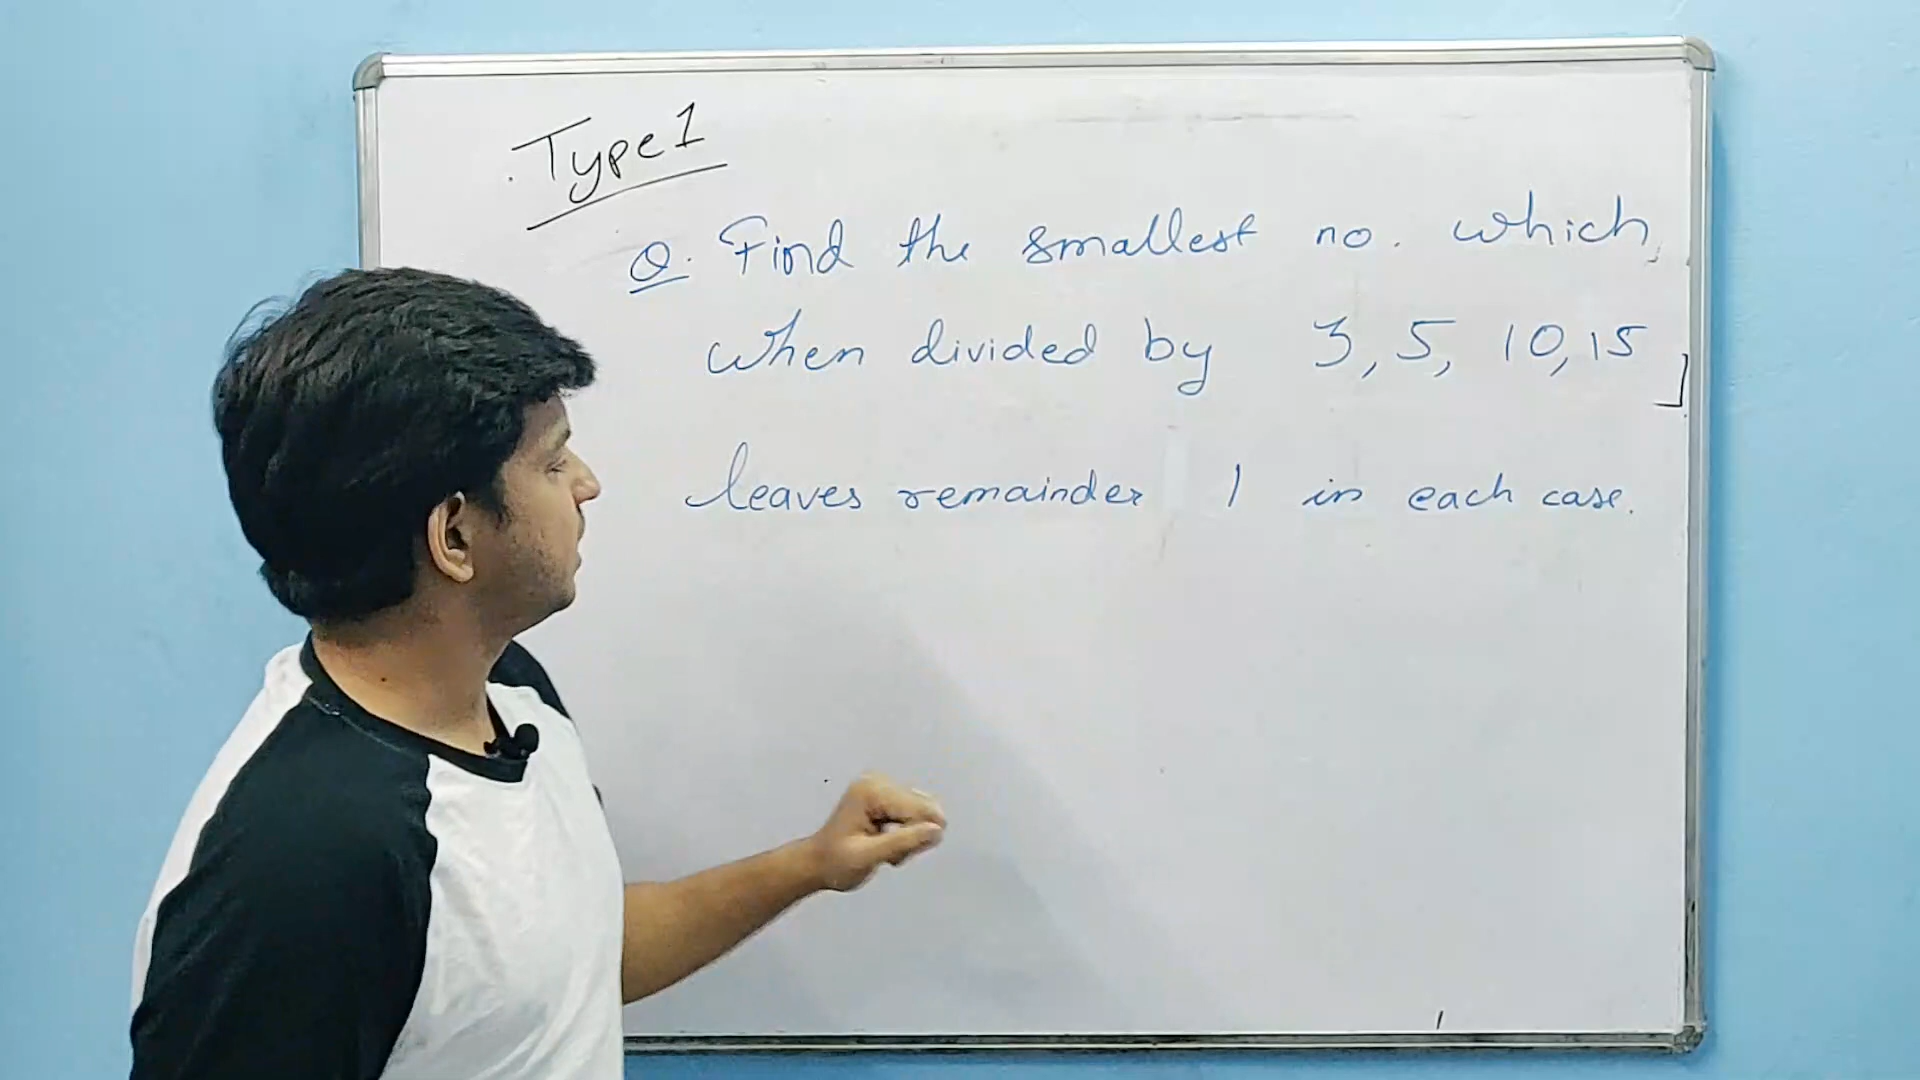 Type 1
Q. Find the smallest no. which,
when divided by 3, 5, 10, 15
leaves remainder 1 in each case.